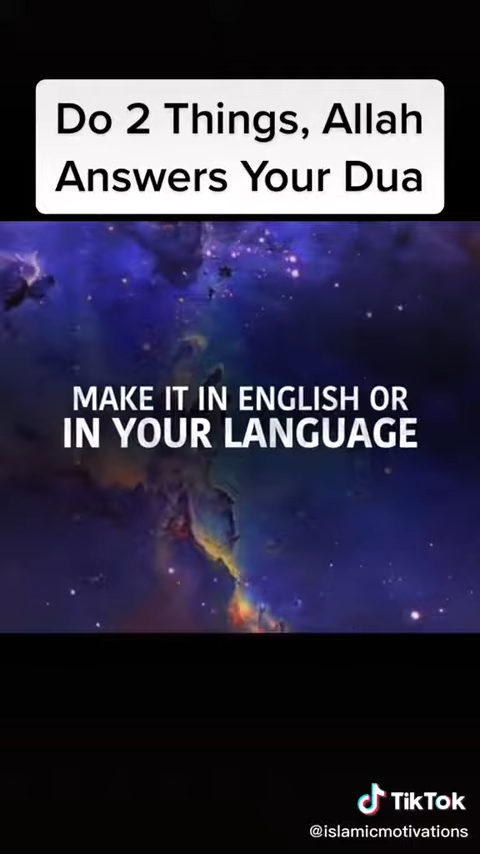 Do 2 Things, Allah
Answers Your Dua
MAKE IT IN ENGLISH OR
IN YOUR LANGUAGE
TikTok
@islamicmotivations